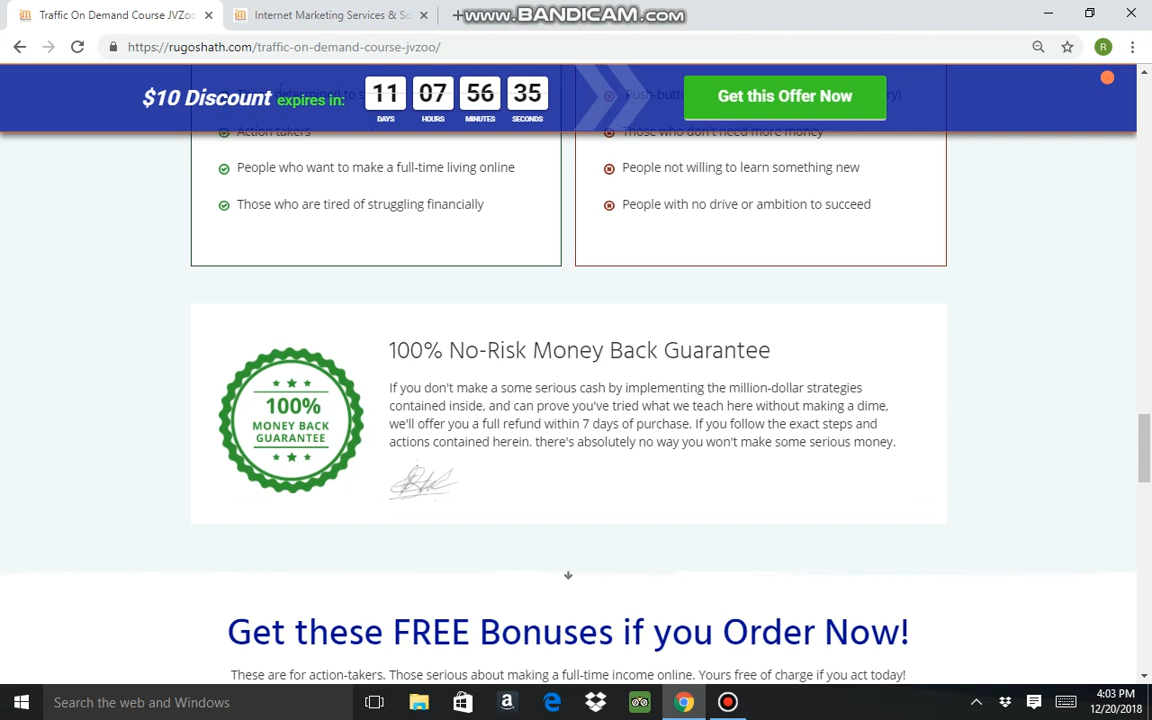 Traffic On Demand Course JVZoo
Internet Marketing Services & So
www.BANDICAM.com
https://rugoshath.com/traffic-on-demand-course-jvzoo/
R
$10 Discount expires in:
11 07 56 35
DAYS HOURS MINUTES SECONDS
Get this Offer Now
Action takers
People who want to make a full-time living online
Those who are tired of struggling financially
Those who don't need more money
People not willing to learn something new
People with no drive or ambition to succeed
100%
MONEY BACK
GUARANTEE
100% No-Risk Money Back Guarantee
If you don't make a some serious cash by implementing the million-dollar strategies
contained inside, and can prove you've tried what we teach here without making a dime,
we'll offer you a full refund within 7 days of purchase. If you follow the exact steps and
actions contained herein. there's absolutely no way you won't make some serious money.
Get these FREE Bonuses if you Order Now!
These are for action-takers. Those serious about making a full-time income online. Yours free of charge if you act today!
Search the web and Windows
4:03 PM
12/20/2018